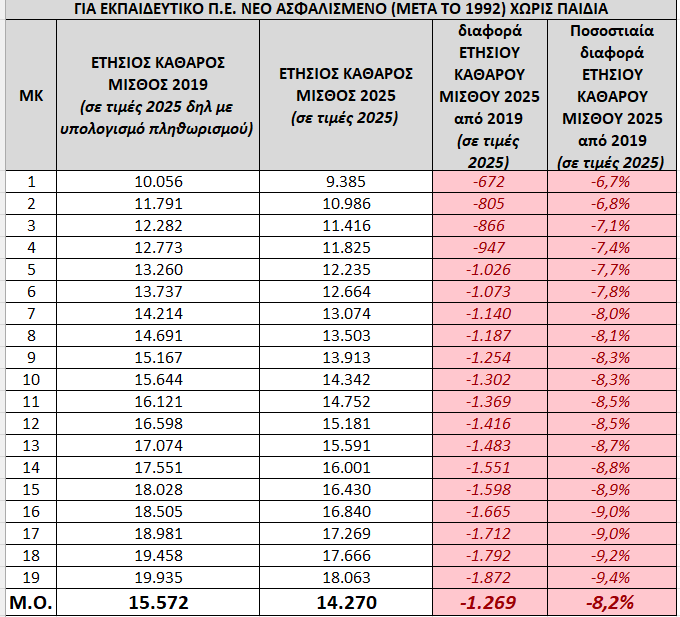 ΓΙΑ ΕΚΠΑΙΔΕΥΤΙΚΟ Π.Ε. ΝΕΟ ΑΣΦΑΛΙΣΜΕΝΟ (ΜΕΤΑ ΤΟ 1992) ΧΩΡΙΣ ΠΑΙΔΙΑ
ΜΚ
ΕΤΗΣΙΟΣ ΚΑΘΑΡΟΣ
ΜΙΣΘΟΣ 2019
(σε τιμές 2025 δηλ με
υπολογισμό πληθωρισμού)
ΕΤΗΣΙΟΣ ΚΑΘΑΡΟΣ
ΜΙΣΘΟΣ 2025
(σε τιμές 2025)
διαφορά
ΕΤΗΣΙΟΥ
ΚΑΘΑΡΟΥ
ΜΙΣΘΟΥ 2025
από 2019
(σε τιμές
2025)
Ποσοστιαία
διαφορά
ΕΤΗΣΙΟΥ
ΚΑΘΑΡΟΥ
ΜΙΣΘΟΥ 2025
από 2019
(σε τιμές 2025)
1 10.056 9.385 -672 -6,7%
2 11.791 10.986 -805 -6,8%
3 12.282 11.416 -866 -7,1%
4 12.773 11.825 -947 -7,4%
5 13.260 12.235 -1.026 -7,7%
6 13.737 12.664 -1.073 -7,8%
7 14.214 13.074 -1.140 -8,0%
8 14.691 13.503 -1.187 -8,1%
9 15.167 13.913 -1.254 -8,3%
10 15.644 14.342 -1.302 -8,3%
11 16.121 14.752 -1.369 -8,5%
12 16.598 15.181 -1.416 -8,5%
13 17.074 15.591 -1.483 -8,7%
14 17.551 16.001 -1.551 -8,8%
15 18.028 16.430 -1.598 -8,9%
16 18.505 16.840 -1.665 -9,0%
17 18.981 17.269 -1.712 -9,0%
18 19.458 17.666 -1.792 -9,2%
19 19.935 18.063 -1.872 -9,4%
Μ.Ο. 15.572 14.270 -1.269 -8,2%